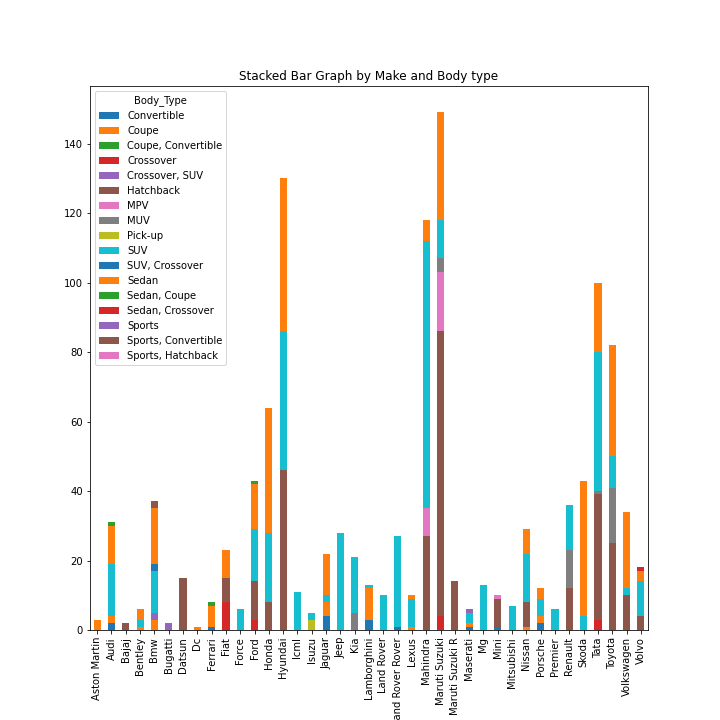 Stacked Bar Graph by Make and Body type
Body_Type
Convertible
Coupe
Coupe, Convertible
Crossover
Crossover, SUV
Hatchback
MPV
MUV
Pick-up
SUV
SUV, Crossover
Sedan
Sedan, Coupe
Sedan, Crossover
Sports
Sports, Convertible
Sports, Hatchback
140
120
100
80
60
40
20
0
Aston Martin
Audi
Bajaj
Bentley
Bmw
Bugatti
Datsun
Dc
Ferrari
Fiat
Force
Ford
Honda
Hyundai
Icml
Isuzu
Jaguar
Jeep
Kia
Lamborghini
Land Rover
and Rover Rover
Lexus
Mahindra
Maruti Suzuki
Maruti Suzuki R
Maserati
Mg
Mini
Mitsubishi
Nissan
Porsche
Premier
Renault
Skoda
Tata
Toyota
Volkswagen
Volvo